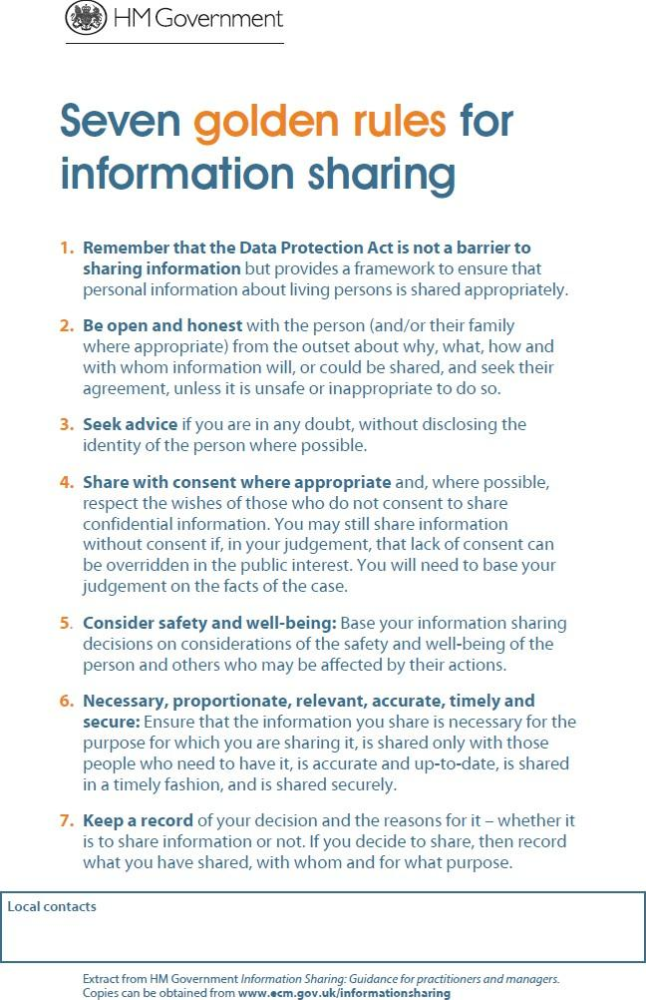 HM Government
Seven golden rules for
information sharing
1. Remember that the Data Protection Act is not a barrier to
sharing information but provides a framework to ensure that
personal information about living persons is shared appropriately.
2. Be open and honest with the person (and/or their family
where appropriate) from the outset about why, what, how and
with whom information will, or could be shared, and seek their
agreement, unless it is unsafe or inappropriate to do so.
3. Seek advice if you are in any doubt, without disclosing the
identity of the person where possible.
4. Share with consent where appropriate and, where possible,
respect the wishes of those who do not consent to share
confidential information. You may still share information
without consent if, in your judgement, that lack of consent can
be overridden in the public interest. You will need to base your
judgement on the facts of the case.
5. Consider safety and well-being: Base your information sharing
decisions on considerations of the safety and well-being of the
person and others who may be affected by their actions.
6. Necessary, proportionate, relevant, accurate, timely and
secure: Ensure that the information you share is necessary for the
purpose for which you are sharing it, is shared only with those
people who need to have it, is accurate and up-to-date, is shared
in a timely fashion, and is shared securely.
7. Keep a record of your decision and the reasons for it – whether it
is to share information or not. If you decide to share, then record
what you have shared, with whom and for what purpose.
Local contacts
Extract from HM Government Information Sharing: Guidance for practitioners and managers.
Copies can be obtained from www.ecm.gov.uk/informationsharing